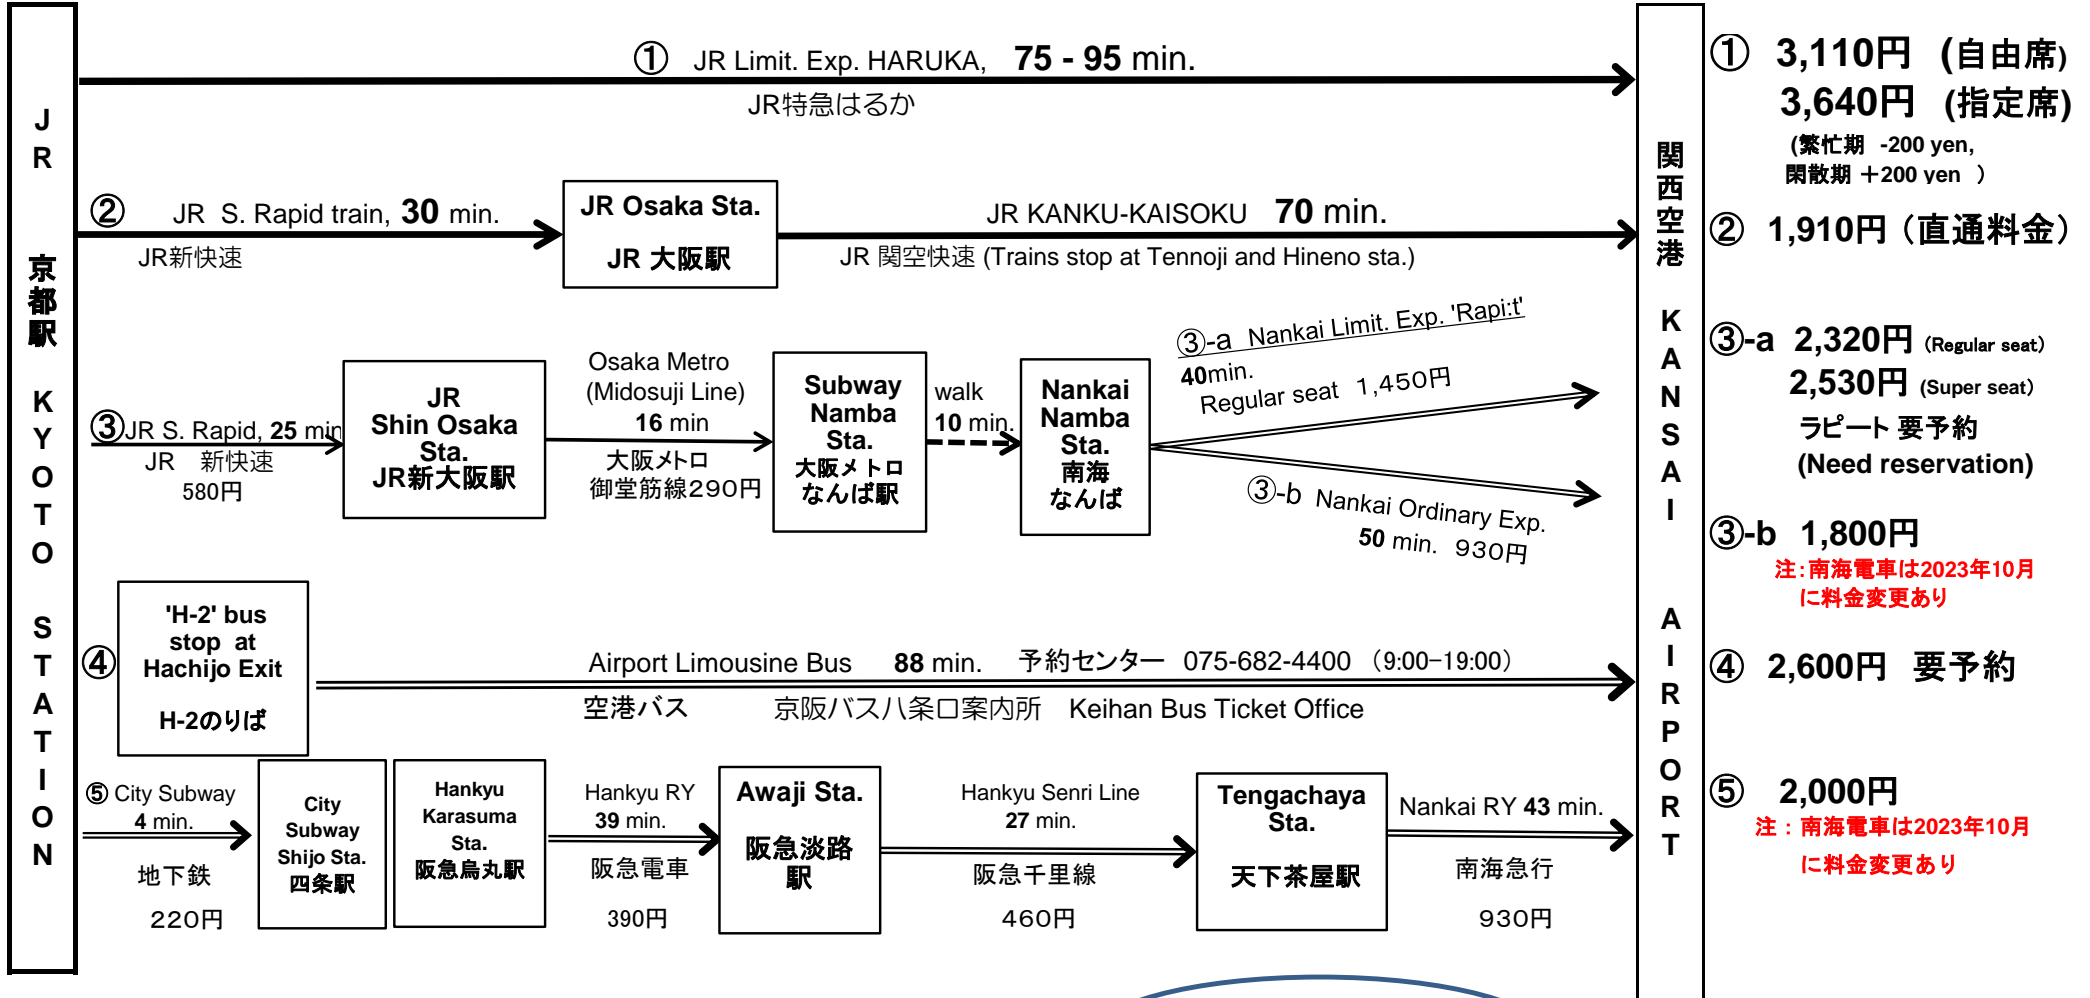 JR 京都駅 KYOTO STATION
① JR Limit. Exp. HARUKA, 75 - 95 min.
JR特急はるか
② JR S. Rapid train, 30 min.
JR新快速
JR Osaka Sta.
JR 大阪駅
JR KANKU-KAISOKU 70 min.
JR 関空快速 (Trains stop at Tennoji and Hineno sta.)
③JR S. Rapid, 25 min
JR 新快速
580円
JR
Shin Osaka
Sta.
JR新大阪駅
Osaka Metro
(Midosuji Line)
16 min
大阪メトロ
御堂筋線290円
Subway
Namba
Sta.
大阪メトロ
なんば駅
walk
10 min.
Nankai
Namba
Sta.
南海
なんば
③-a Nankai Limit. Exp. 'Rapi:t'
40min.
Regular seat 1,450円
③-b Nankai Ordinary Exp.
50 min. 930円
④
'H-2' bus
stop at
Hachijo Exit
H-2のりば
Airport Limousine Bus 88 min. 予約センター 075-682-4400 (9:00-19:00)
空港バス 京阪バス八条口案内所 Keihan Bus Ticket Office
⑤ City Subway
4 min.
地下鉄
220円
City
Subway
Shijo Sta.
四条駅
Hankyu
Karasuma
Sta.
阪急烏丸駅
Hankyu RY
39 min.
阪急電車
390円
Awaji Sta.
阪急淡路
駅
Hankyu Senri Line
27 min.
阪急千里線
460円
Tengachaya
Sta.
天下茶屋駅
Nankai RY 43 min.
南海急行
930円
関西空港 KANSAI AIRPORT
① 3,110円 (自由席)
3,640円 (指定席)
(繁忙期 -200 yen,
閑散期 +200 yen )
② 1,910円 (直通料金)
③-a 2,320円 (Regular seat)
2,530円 (Super seat)
ラピート 要予約
(Need reservation)
③-b 1,800円
注:南海電車は2023年10月
に料金変更あり
④ 2,600円 要予約
⑤ 2,000円
注:南海電車は2023年10月
に料金変更あり